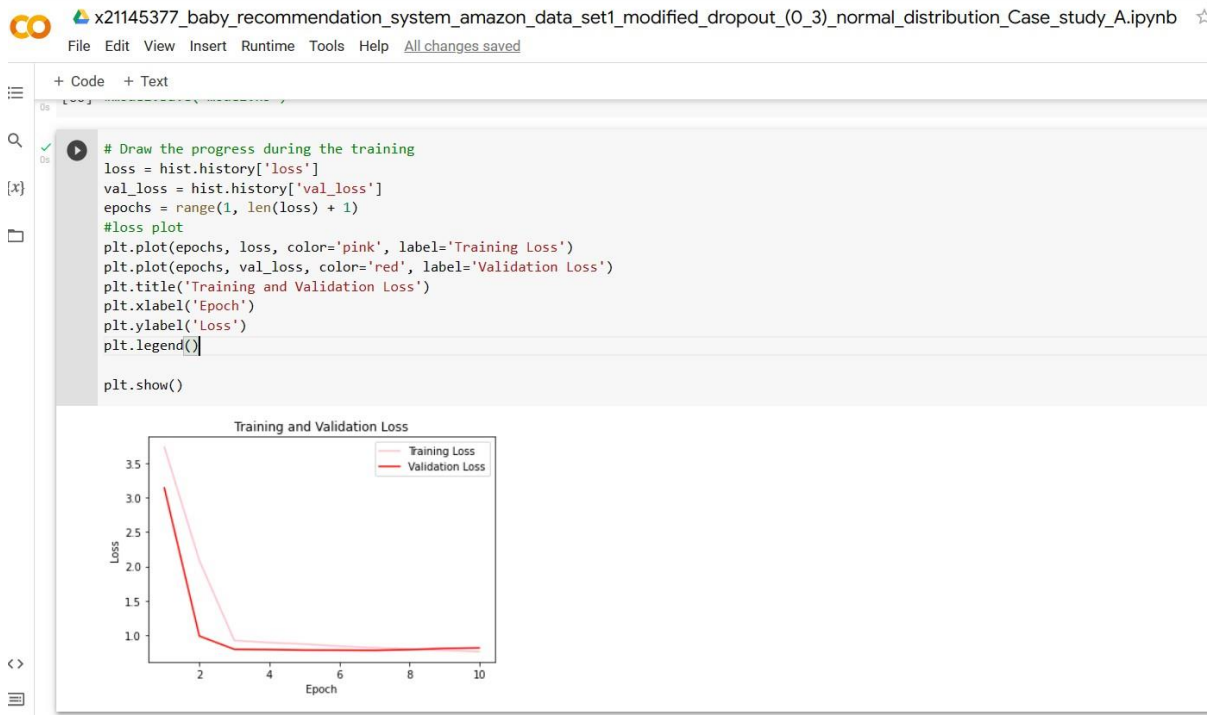 x21145377_baby_recommendation_system_amazon_data_set1_modified_dropout_(0_3)_normal_distribution_Case_study_A.ipynb
File Edit View Insert Runtime Tools Help All changes saved
+ Code + Text
0s
0s
{x}
# Draw the progress during the training
loss = hist.history['loss']
val_loss = hist.history['val_loss']
epochs = range(1, len(loss) + 1)
#loss plot
plt.plot(epochs, loss, color='pink', label='Training Loss')
plt.plot(epochs, val_loss, color='red', label='Validation Loss')
plt.title('Training and Validation Loss')
plt.xlabel('Epoch')
plt.ylabel('Loss')
plt.legend()
plt.show()
Training and Validation Loss
Training Loss
Validation Loss
3.5
3.0
2.5
2.0
1.5
1.0
Loss
2 4 6 8 10
Epoch